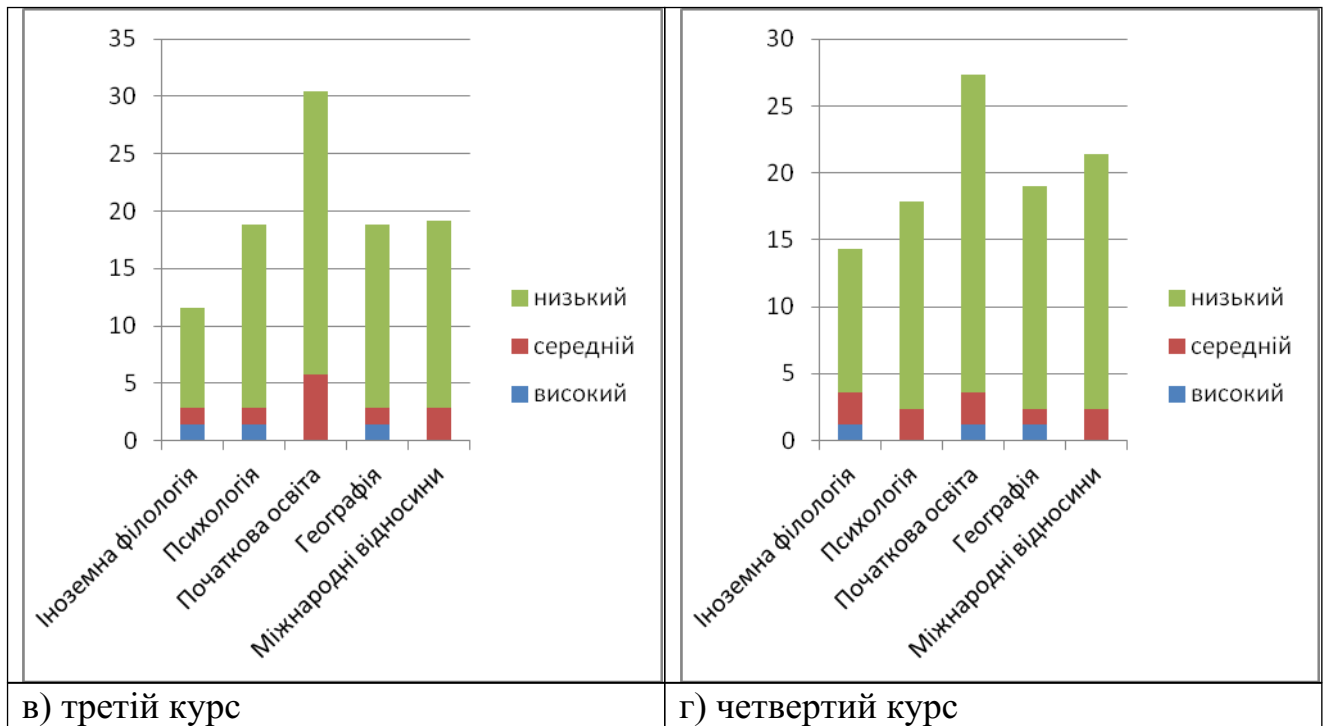 35
30
25
20
15
10
5
0
низький
середній
високий
Іноземна філологія
Психологія
Початкова освіта
Географія
Міжнародні відносини
в) третій курс
30
25
20
15
10
5
0
низький
середній
високий
Іноземна філологія
Психологія
Початкова освіта
Географія
Міжнародні відносини
г) четвертий курс